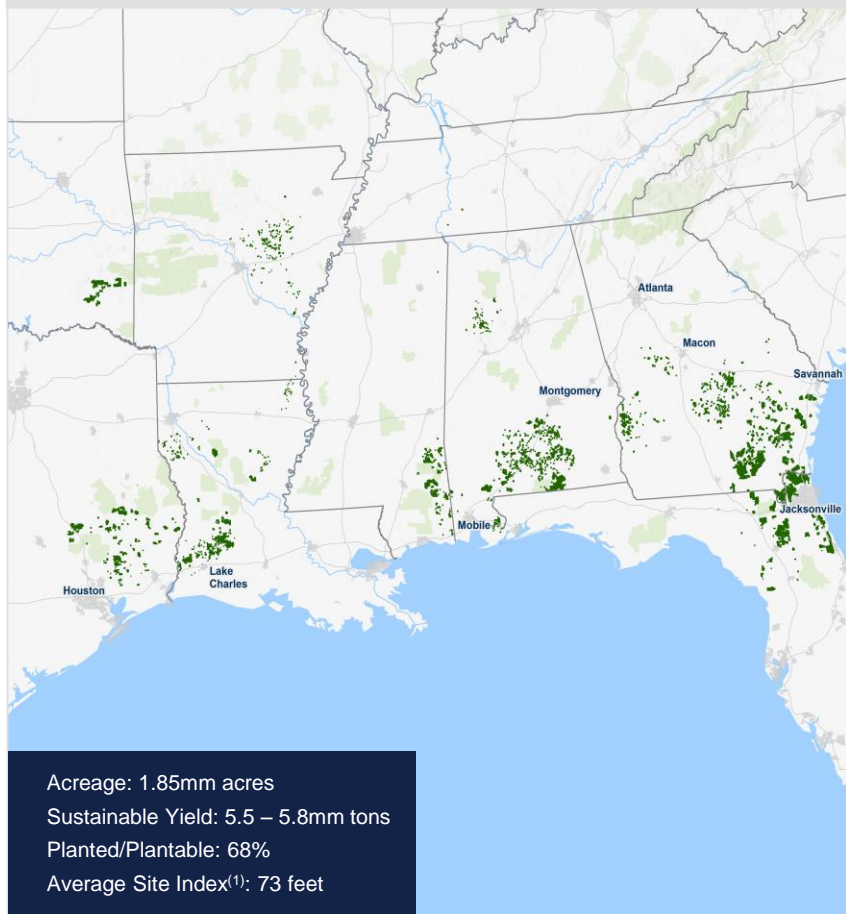 Atlanta
Macon
Savannah
Montgomery
Mobile
Jacksonville
Houston
Lake
Charles
Acreage: 1.85mm acres
Sustainable Yield: 5.5 – 5.8mm tons
Planted/Plantable: 68%
Average Site Index(1): 73 feet